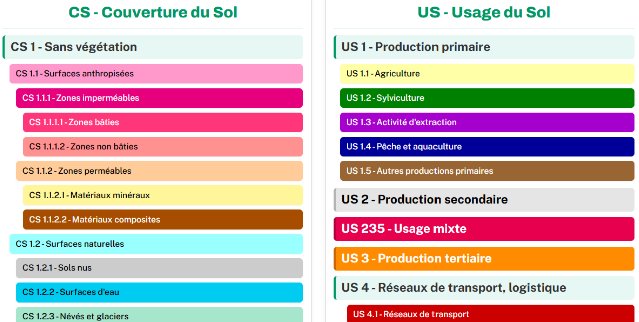 CS - Couverture du Sol
CS 1 - Sans végétation
CS 1.1 - Surfaces anthropisées
CS 1.1.1 - Zones imperméables
CS 1.1.1.1 - Zones bâties
CS 1.1.1.2 - Zones non bâties
CS 1.1.2 - Zones perméables
CS 1.1.2.1 - Matériaux minéraux
CS 1.1.2.2 - Matériaux composites
CS 1.2 - Surfaces naturelles
CS 1.2.1 - Sols nus
CS 1.2.2 - Surfaces d'eau
CS 1.2.3 - Névés et glaciers
US - Usage du Sol
US 1 - Production primaire
US 1.1 - Agriculture
US 1.2 - Sylviculture
US 1.3 - Activité d'extraction
US 1.4 - Pêche et aquaculture
US 1.5 - Autres productions primaires
US 2 - Production secondaire
US 235 - Usage mixte
US 3 - Production tertiaire
US 4 - Réseaux de transport, logistique
US 4.1 - Réseaux de transport